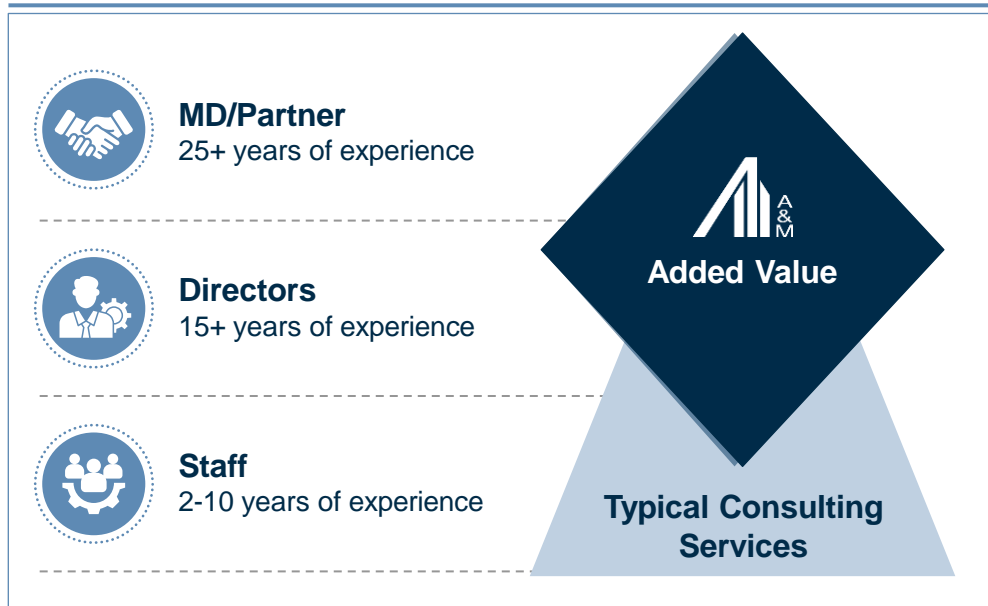 MD/Partner
25+ years of experience
Directors
15+ years of experience
Staff
2-10 years of experience
A
&
M
Added Value
Typical Consulting
Services